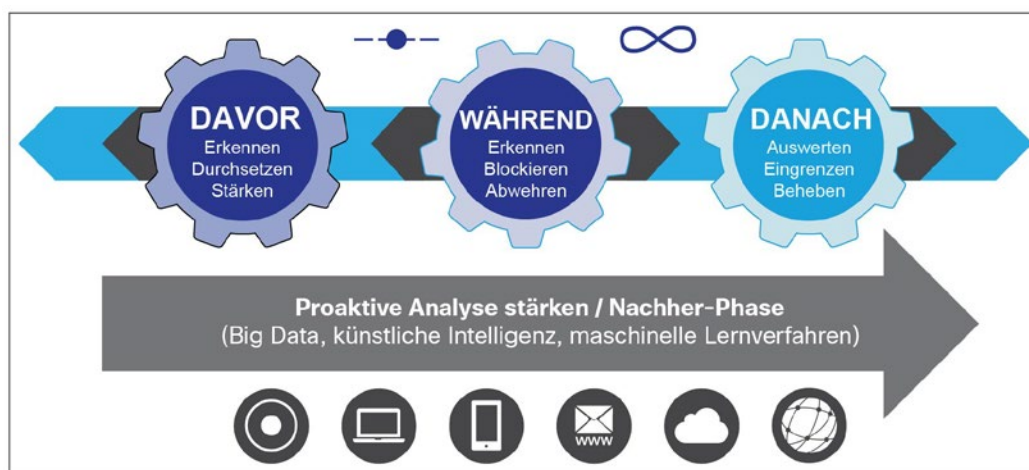 DAVOR
Erkennen
Durchsetzen
Stärken
WÄHREND
Erkennen
Blockieren
Abwehren
DANACH
Auswerten
Eingrenzen
Beheben
Proaktive Analyse stärken / Nachher-Phase
(Big Data, künstliche Intelligenz, maschinelle Lernverfahren)
www